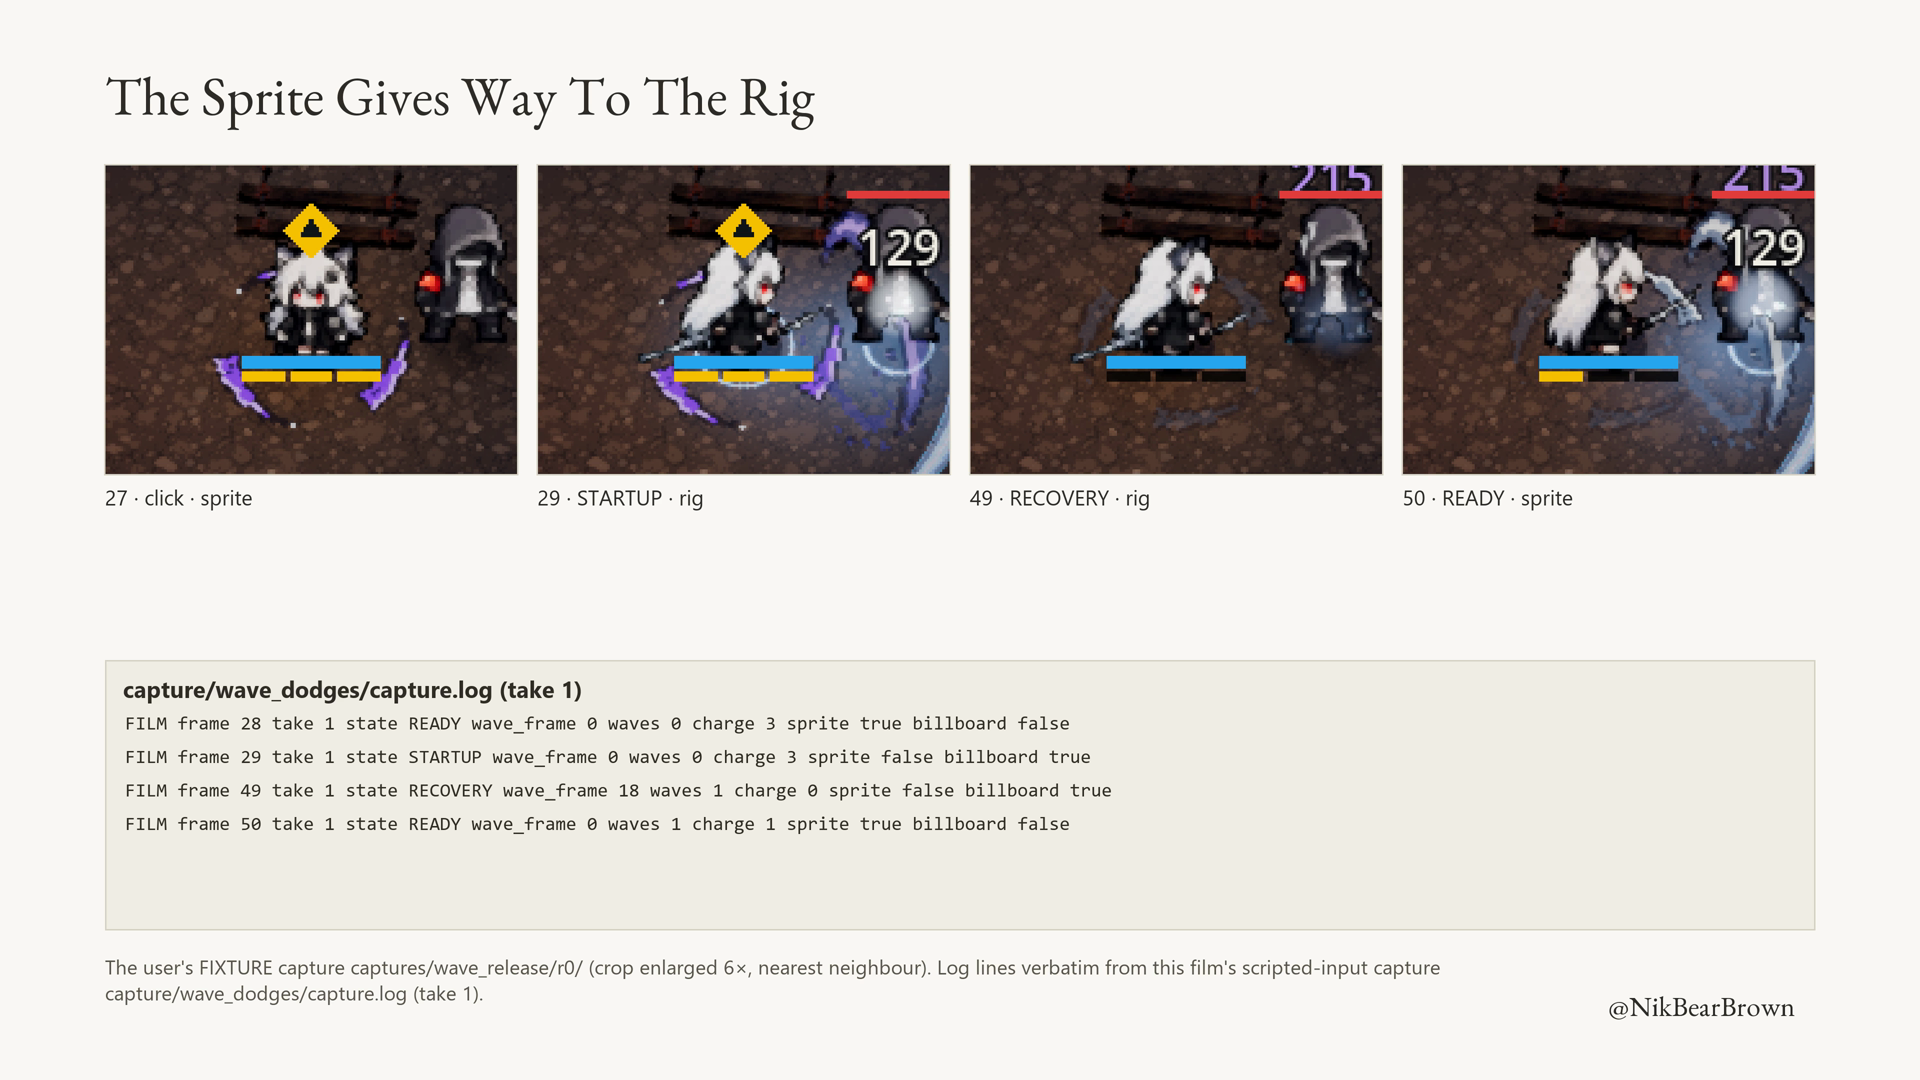 The Sprite Gives Way To The Rig
129
215
129
215
129
27 · click · sprite
29 · STARTUP · rig
49 · RECOVERY · rig
50 · READY · sprite
capture/wave_dodges/capture.log (take 1)
FILM frame 28 take 1 state READY wave_frame 0 waves 0 charge 3 sprite true billboard false
FILM frame 29 take 1 state STARTUP wave_frame 0 waves 0 charge 3 sprite false billboard true
FILM frame 49 take 1 state RECOVERY wave_frame 18 waves 1 charge 0 sprite false billboard true
FILM frame 50 take 1 state READY wave_frame 0 waves 1 charge 1 sprite true billboard false
The user's FIXTURE capture captures/wave_release/r0/ (crop enlarged 6×, nearest neighbour). Log lines verbatim from this film's scripted-input capture
capture/wave_dodges/capture.log (take 1).
@NikBearBrown